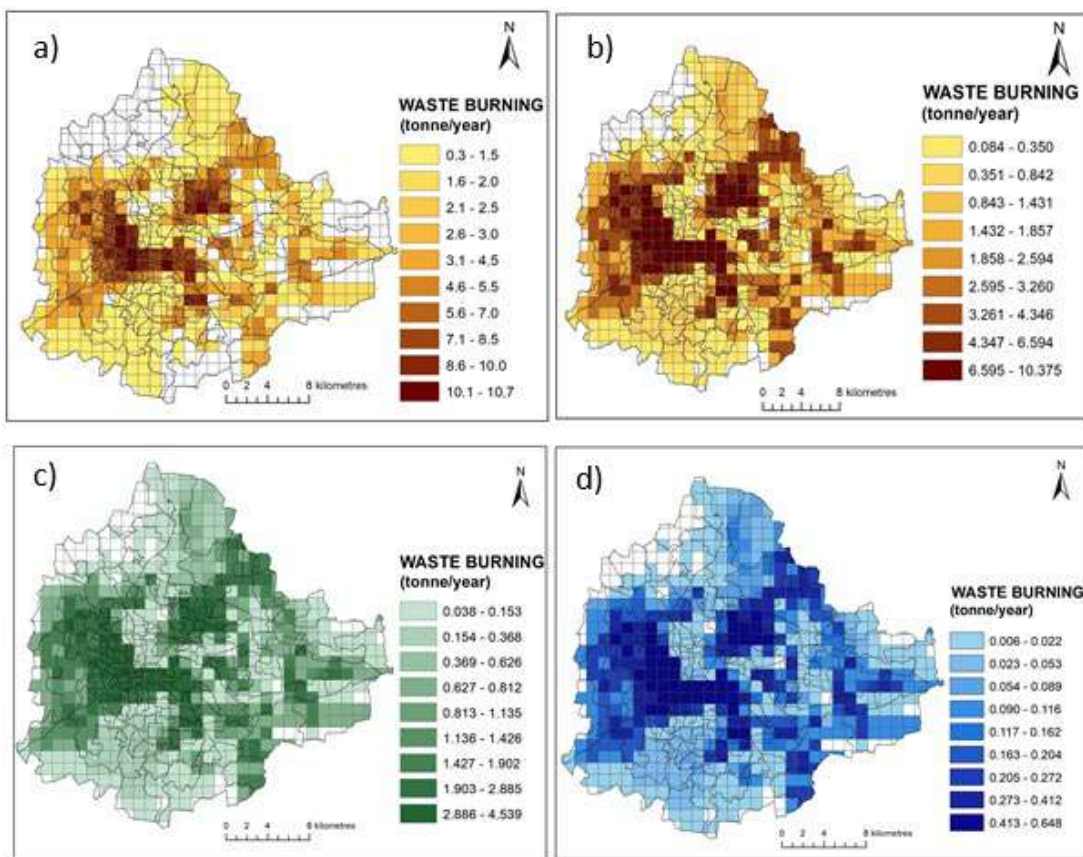 a)
N
WASTE BURNING
(tonne/year)
0.3 - 1.5
1.6 - 2.0
2.1 - 2.5
2.6 - 3.0
3.1 - 4.5
4.6 - 5.5
5.6 - 7.0
7.1 - 8.5
8.6 - 10.0
10.1 - 10.7
0 2 4 8 kilometres
b)
N
WASTE BURNING
(tonne/year)
0.084 - 0.350
0.351 - 0.842
0.843 - 1.431
1.432 - 1.857
1.858 - 2.594
2.595 - 3.260
3.261 - 4.346
4.347 - 6.594
6.595 - 10.375
0 2 4 8 kilometres
c)
N
WASTE BURNING
(tonne/year)
0.038 - 0.153
0.154 - 0.368
0.369 - 0.626
0.627 - 0.812
0.813 - 1.135
1.136 - 1.426
1.427 - 1.902
1.903 - 2.885
2.886 - 4.539
0 2 4 8 kilometres
d)
N
WASTE BURNING
(tonne/year)
0.006 - 0.022
0.023 - 0.053
0.054 - 0.089
0.090 - 0.116
0.117 - 0.162
0.163 - 0.204
0.205 - 0.272
0.273 - 0.412
0.413 - 0.648
0 2 4 8 kilometres